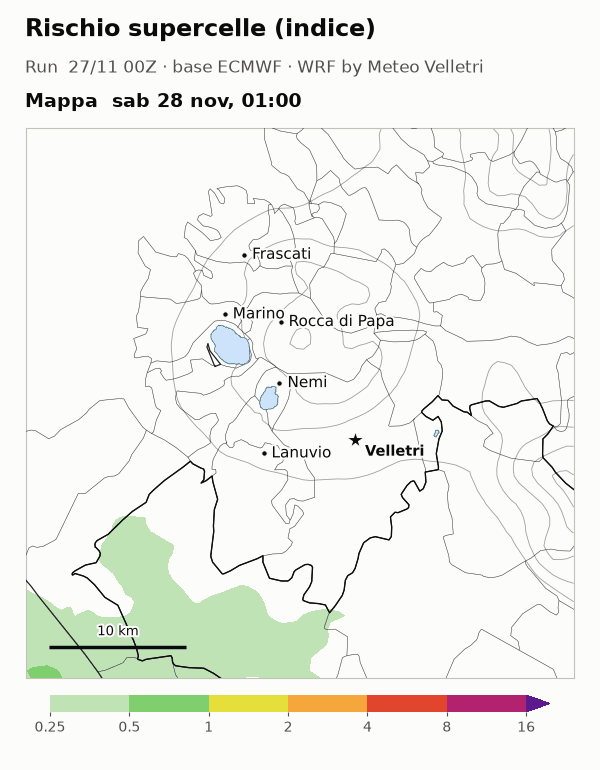 Rischio supercelle (indice)
Run  27/11 00Z · base ECMWF · WRF by Meteo Velletri
Mappa  sab 28 nov, 01:00
Frascati
Marino
Rocca di Papa
Nemi
Velletri
Lanuvio
10 km
0.25 0.5 1 2 4 8 16